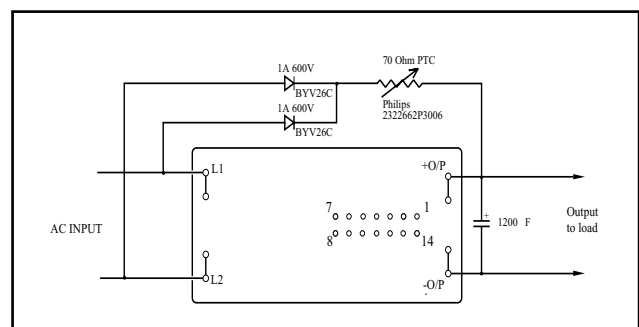 70 Ohm PTC
1A 600V
BYV26C
1A 600V
BYV26C
Philips
2322662P3006
L1
+O/P
7
1
8
14
+
1200 F
Output
to load
AC INPUT
L2
-O/P